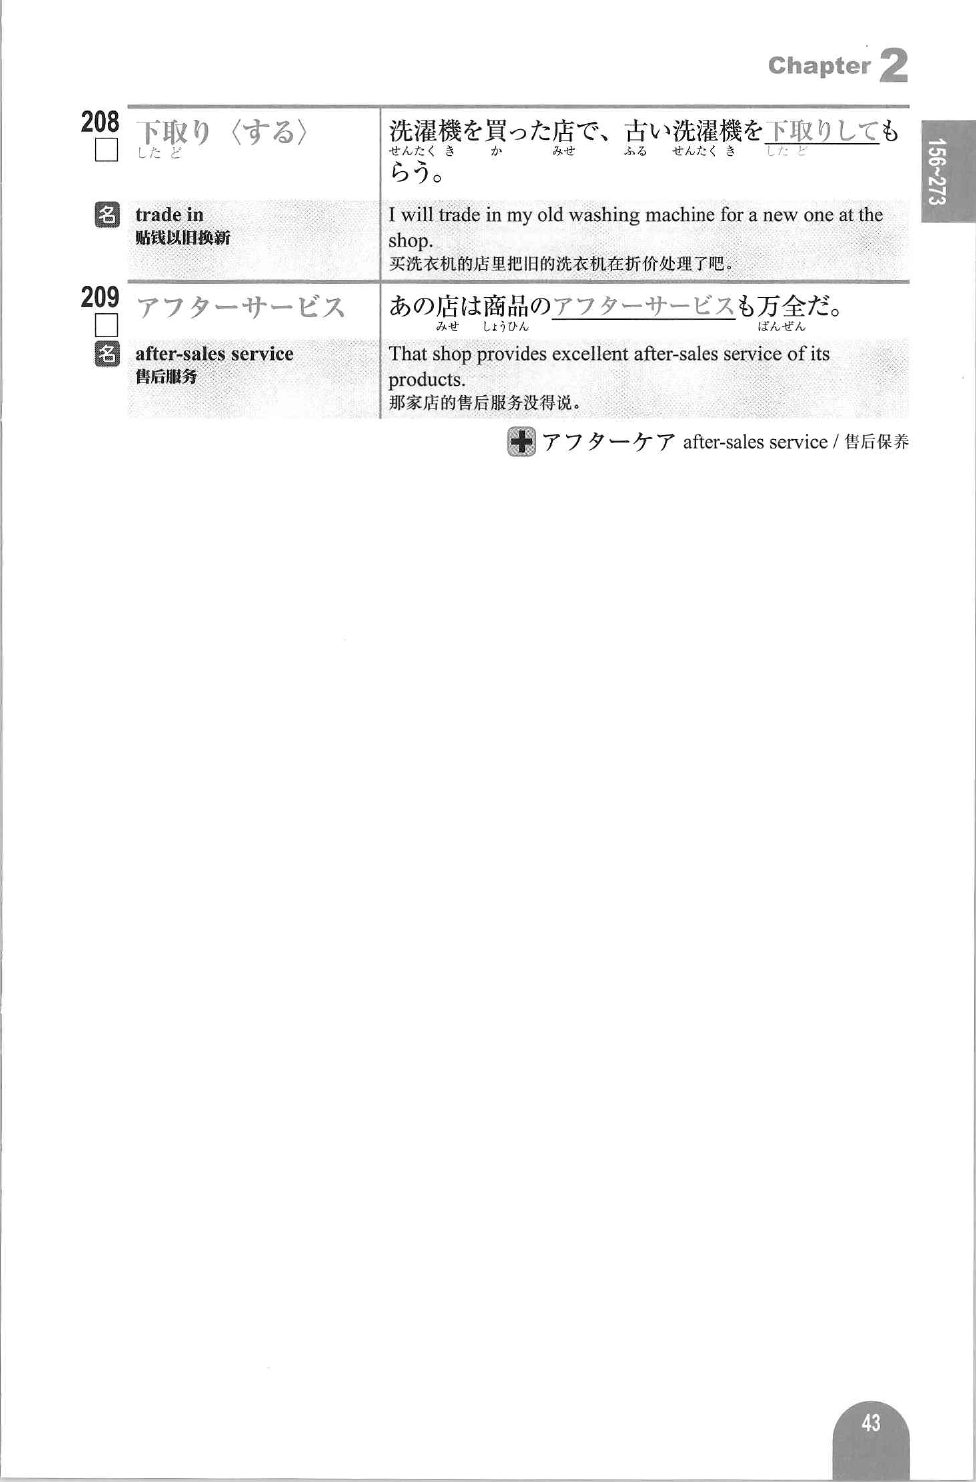 Chapter 2
156~273
208
下取り〈する〉
したど
洗濯機を買った店で、古い洗濯機を下取りしても
せんたくき か みせ ふる せんたくき したど
らう。
名 trade in
贴钱以旧换新
I will trade in my old washing machine for a new one at the
shop.
买洗衣机的店里把旧的洗衣机在折价处理了吧。
209
アフターサービス
あの店は商品のアフターサービスも万全だ。
みせ しょうひん ばんぜん
名 after-sales service
售后服务
That shop provides excellent after-sales service of its
products.
那家店的售后服务没得说。
+ アフターケア after-sales service / 售后保养
43